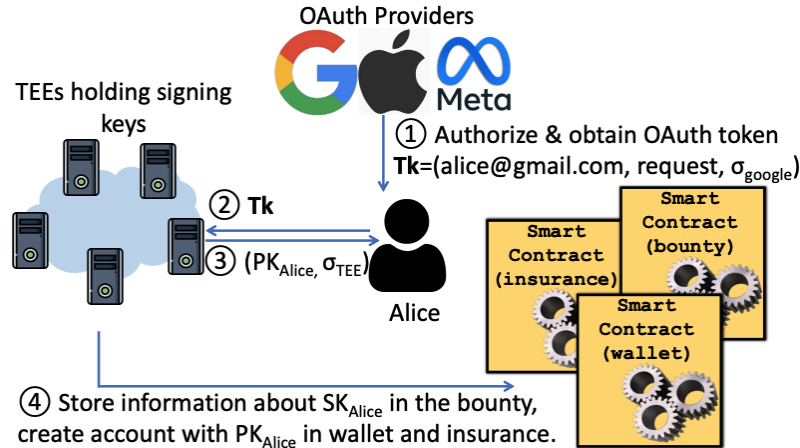 OAuth Providers
Meta
TEEs holding signing
keys
① Authorize & obtain OAuth token
Tk=(alice@gmail.com, request, σgoogle)
② Tk
③ (PKAlice, σTEE)
Alice
Smart
Contract
(bounty)
Smart
Contract
(insurance)
Smart
Contract
(wallet)
④ Store information about SKAlice in the bounty,
create account with PKAlice in wallet and insurance.